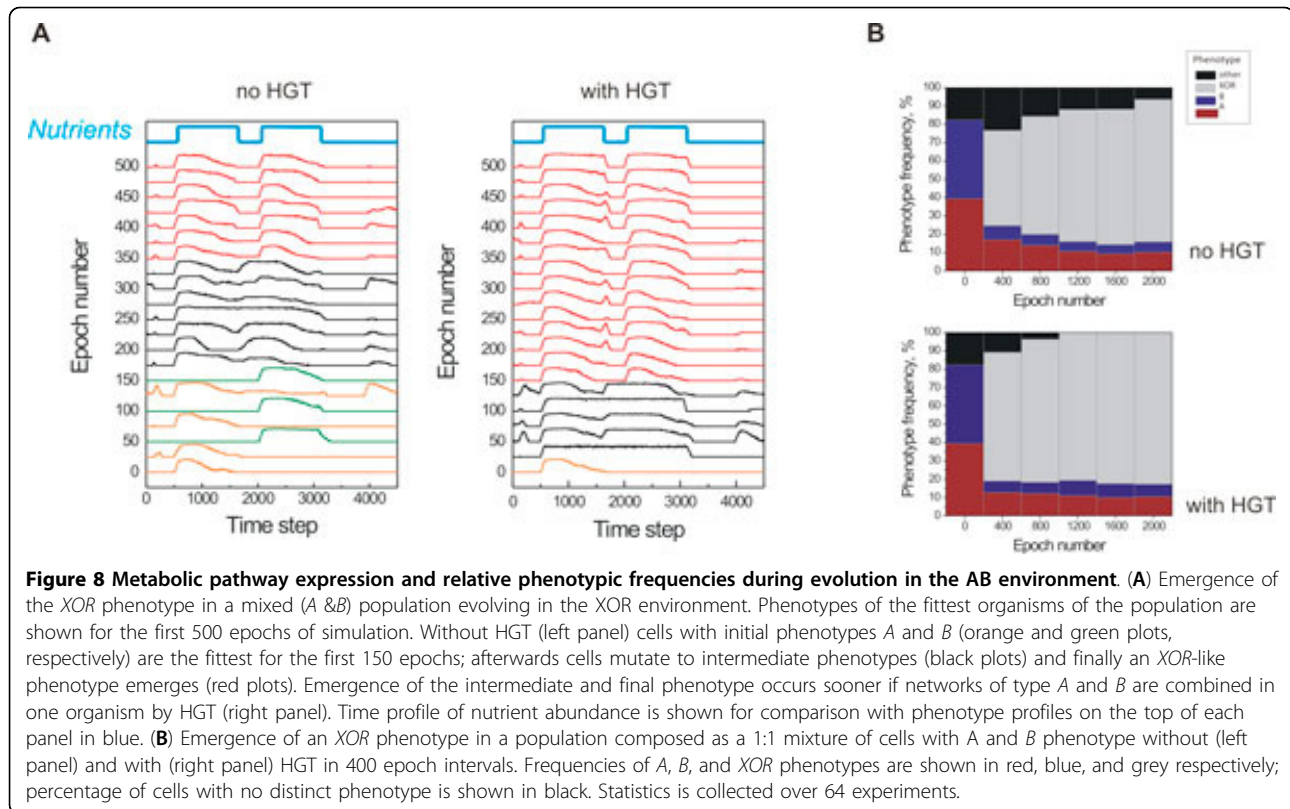 A
B
no HGT
with HGT
Nutrients
Epoch number
500
450
400
350
300
250
200
150
100
50
0
0 1000 2000 3000 4000
Time step
Epoch number
500
450
400
350
300
250
200
150
100
50
0
0 1000 2000 3000 4000
Time step
Phenotype
other
XOR
B
A
Phenotype frequency, %
100
90
80
70
60
50
40
30
20
10
0
0 400 800 1200 1600 2000
Epoch number
no HGT
Phenotype frequency, %
100
90
80
70
60
50
40
30
20
10
0
0 400 800 1200 1600 2000
Epoch number
with HGT
Figure 8 Metabolic pathway expression and relative phenotypic frequencies during evolution in the AB environment. (A) Emergence of
the XOR phenotype in a mixed (A &B) population evolving in the XOR environment. Phenotypes of the fittest organisms of the population are
shown for the first 500 epochs of simulation. Without HGT (left panel) cells with initial phenotypes A and B (orange and green plots,
respectively) are the fittest for the first 150 epochs; afterwards cells mutate to intermediate phenotypes (black plots) and finally an XOR-like
phenotype emerges (red plots). Emergence of the intermediate and final phenotype occurs sooner if networks of type A and B are combined in
one organism by HGT (right panel). Time profile of nutrient abundance is shown for comparison with phenotype profiles on the top of each
panel in blue. (B) Emergence of an XOR phenotype in a population composed as a 1:1 mixture of cells with A and B phenotype without (left
panel) and with (right panel) HGT in 400 epoch intervals. Frequencies of A, B, and XOR phenotypes are shown in red, blue, and grey respectively;
percentage of cells with no distinct phenotype is shown in black. Statistics is collected over 64 experiments.